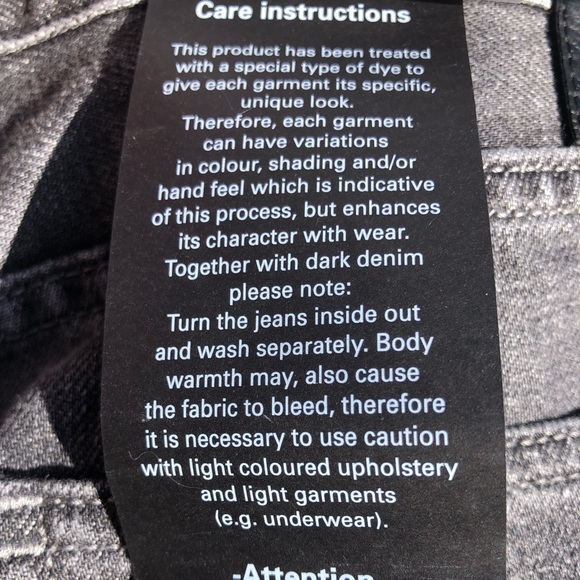 Care instructions
This product has been treated
with a special type of dye to
give each garment its specific,
unique look.
Therefore, each garment
can have variations
in colour, shading and/or
hand feel which is indicative
of this process, but enhances
its character with wear.
Together with dark denim
please note:
Turn the jeans inside out
and wash separately. Body
warmth may, also cause
the fabric to bleed, therefore
it is necessary to use caution
with light coloured upholstery
and light garments
(e.g. underwear).
-Attention